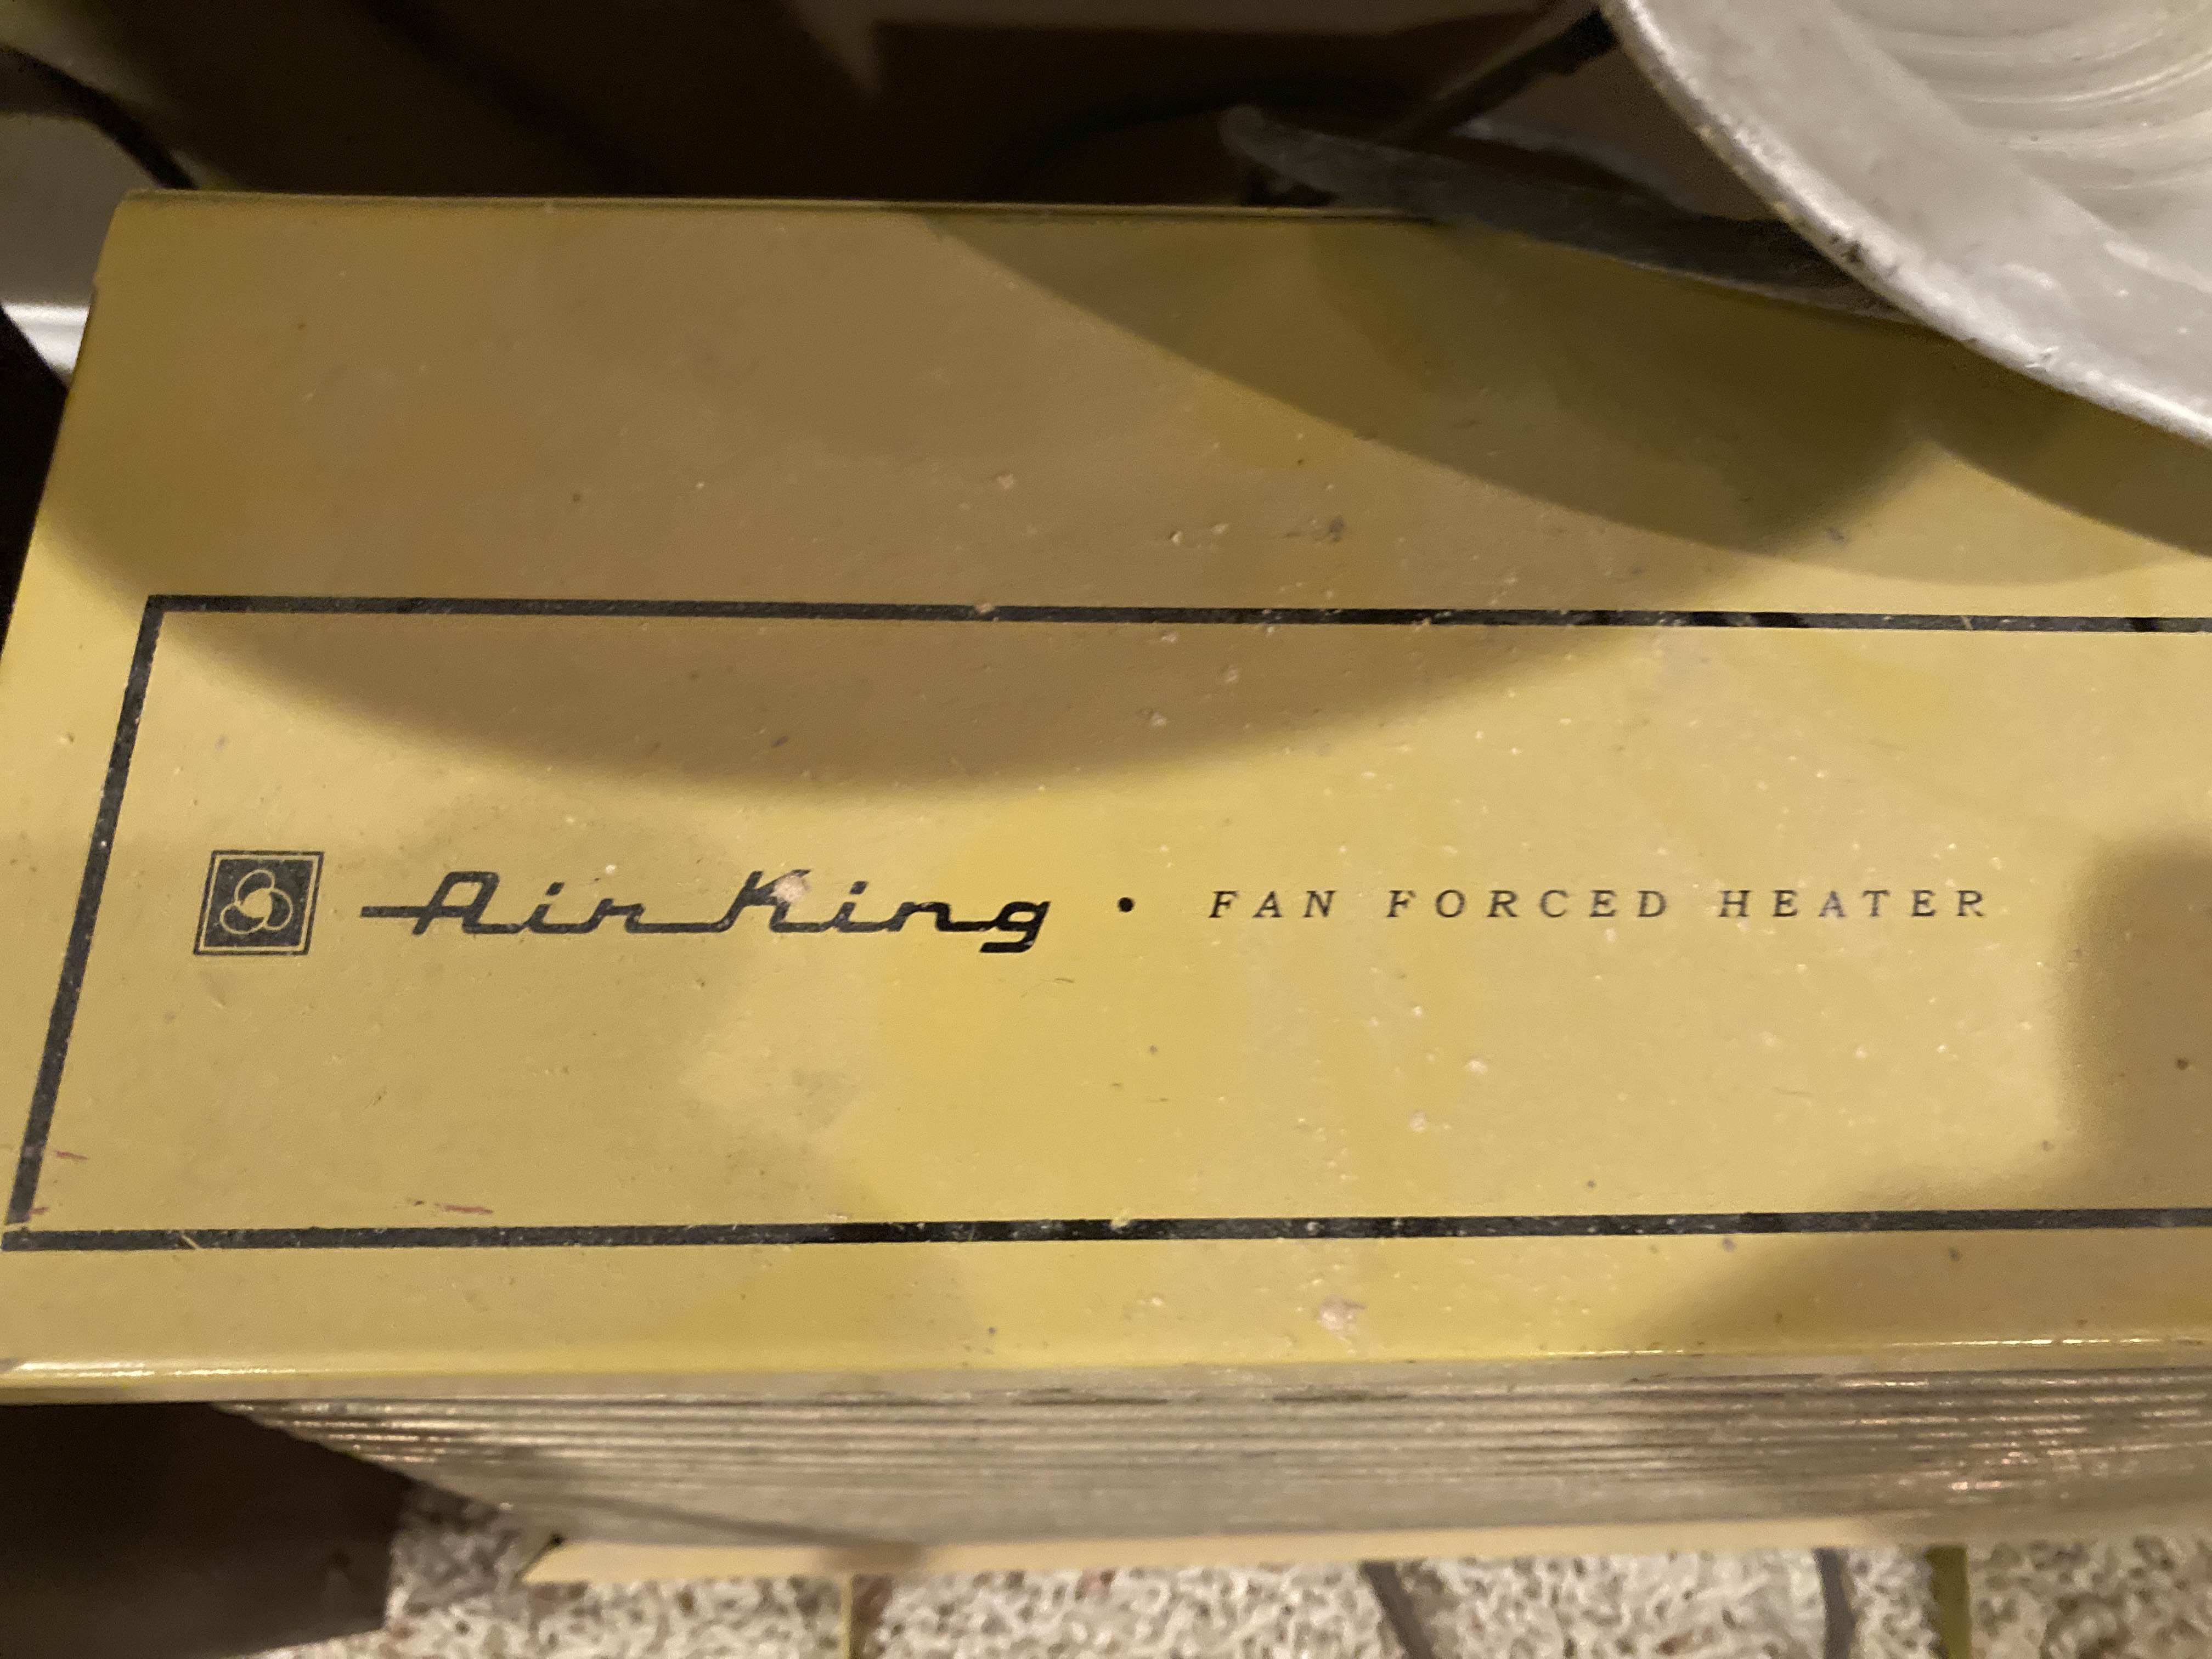 Air King • FAN FORCED HEATER